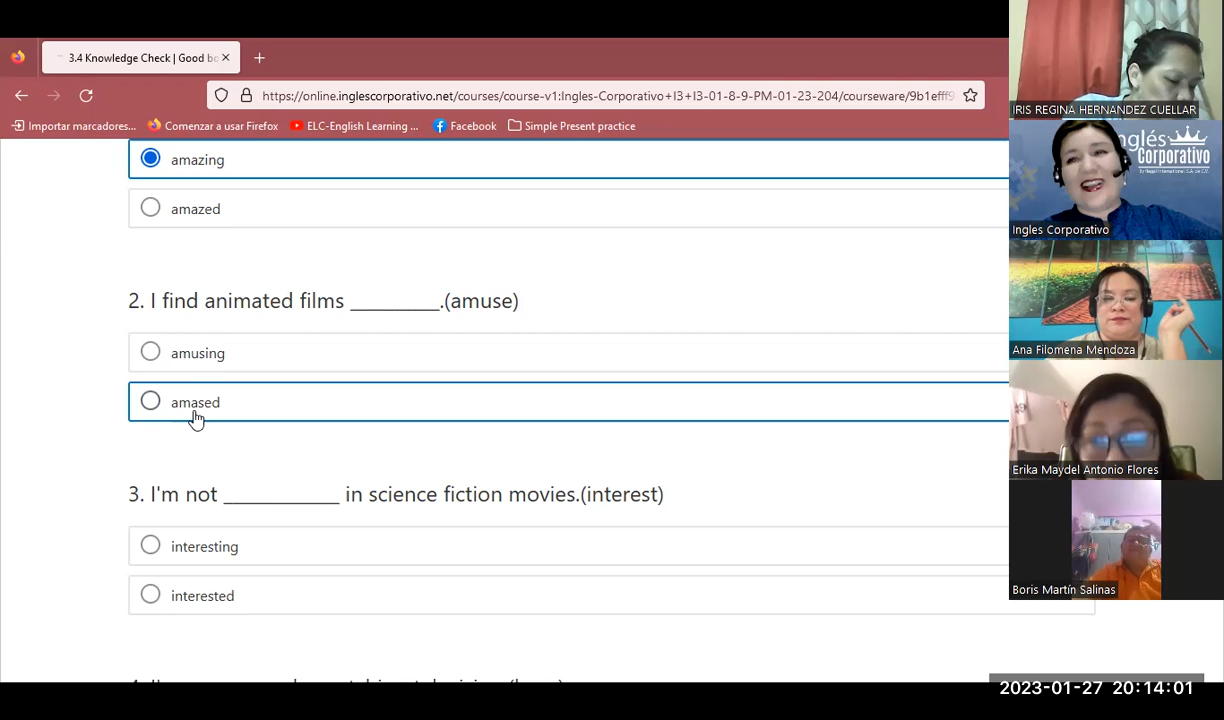 3.4 Knowledge Check | Good bo
https://online.inglescorporativo.net/courses/course-v1:Ingles-Corporativo+I3+I3-01-8-9-PM-01-23-204/courseware/9b1efff9
Importar marcadores...
Comenzar a usar Firefox
ELC-English Learning ...
Facebook
Simple Present practice
amazing
amazed
2. I find animated films __________.(amuse)
amusing
amased
3. I'm not _____________ in science fiction movies.(interest)
interesting
interested
IRIS REGINA HERNANDEZ CUELLAR
Inglés
Corporativo
Ingles Corporativo
Ana Filomena Mendoza
Erika Maydel Antonio Flores
Boris Martín Salinas
2023-01-27 20:14:01